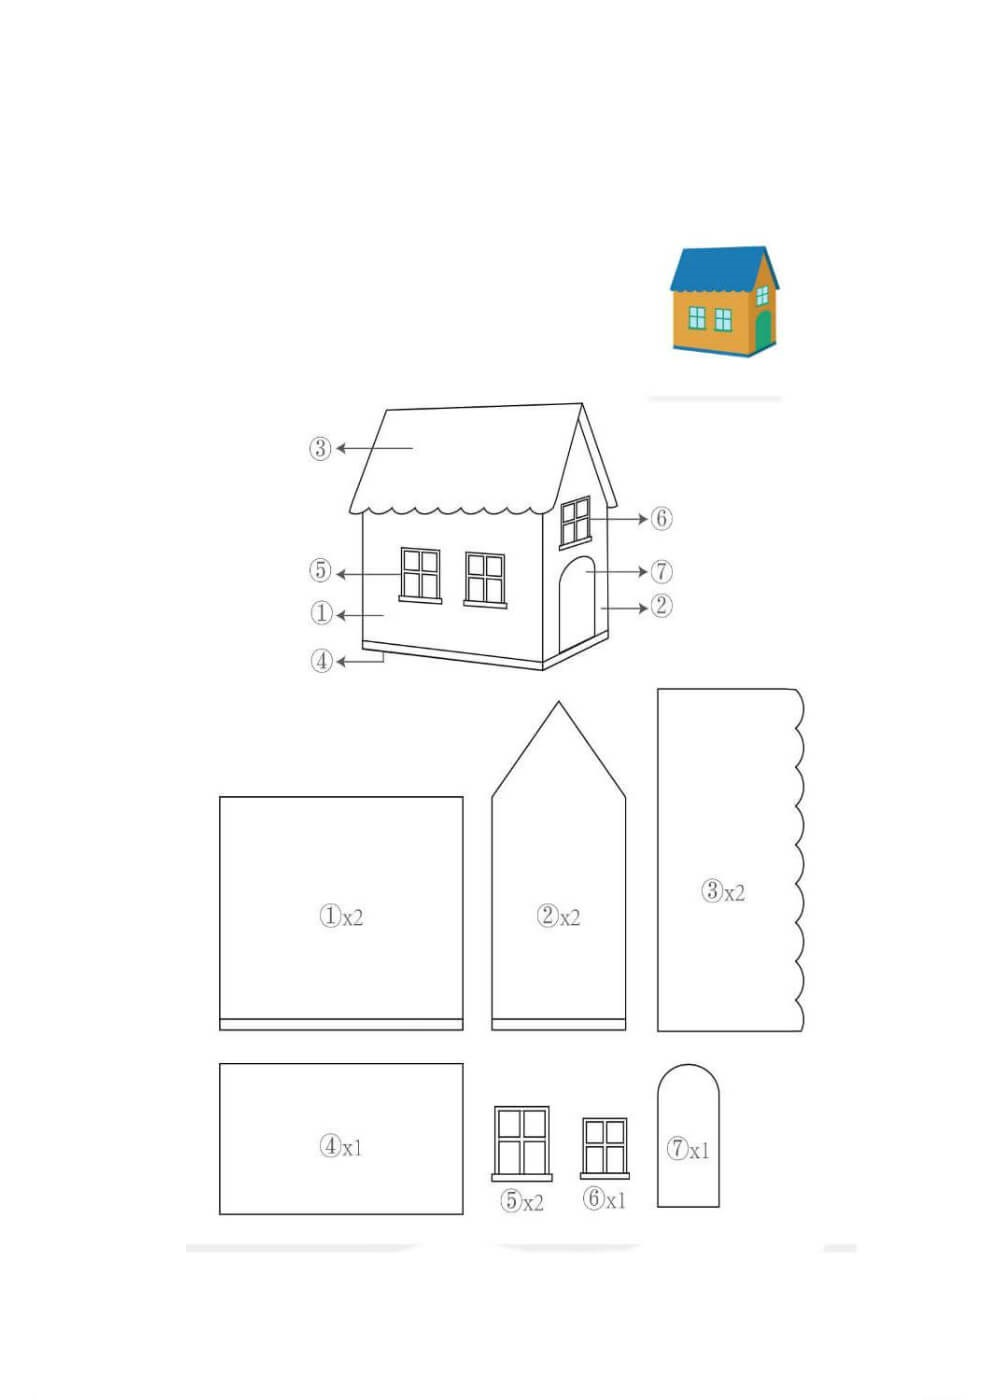 ③
⑥
⑤
⑦
②
①
④
①x2
②x2
③x2
④x1
⑤x2
⑥x1
⑦x1